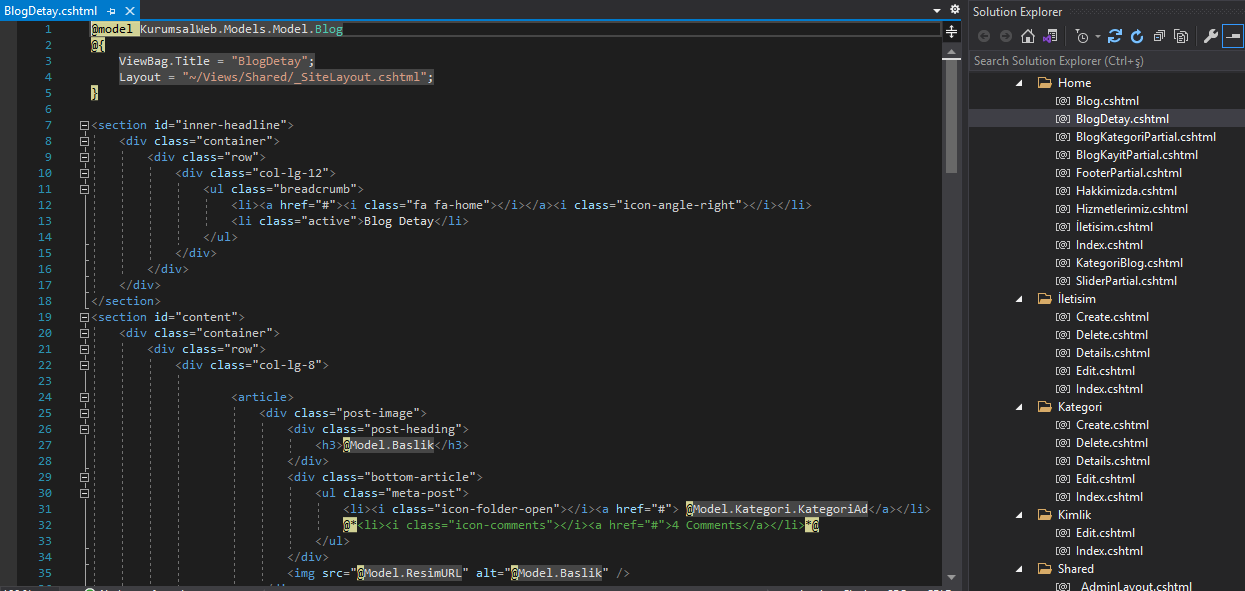 BlogDetay.cshtml
1 @model KurumsalWeb.Models.Model.Blog
2 @{
3 ViewBag.Title = "BlogDetay";
4 Layout = "~/Views/Shared/_SiteLayout.cshtml";
5 }
6
7 <section id="inner-headline">
8 <div class="container">
9 <div class="row">
10 <div class="col-lg-12">
11 <ul class="breadcrumb">
12 <li><a href="#"><i class="fa fa-home"></i></a><i class="icon-angle-right"></i></li>
13 <li class="active">Blog Detay</li>
14 </ul>
15 </div>
16 </div>
17 </div>
18 </section>
19 <section id="content">
20 <div class="container">
21 <div class="row">
22 <div class="col-lg-8">
23
24 <article>
25 <div class="post-image">
26 <div class="post-heading">
27 <h3>@Model.Baslik</h3>
28 </div>
29 <div class="bottom-article">
30 <ul class="meta-post">
31 <li><i class="icon-folder-open"></i><a href="#"> @Model.Kategori.KategoriAd</a></li>
32 @*<li><i class="icon-comments"></i><a href="#">4 Comments</a></li>*@
33 </ul>
34 </div>
35 <img src="@Model.ResimURL" alt="@Model.Baslik" />
Solution Explorer
Search Solution Explorer (Ctrl+ş)
Home
Blog.cshtml
BlogDetay.cshtml
BlogKategoriPartial.cshtml
BlogKayitPartial.cshtml
FooterPartial.cshtml
Hakkimizda.cshtml
Hizmetlerimiz.cshtml
İletisim.cshtml
Index.cshtml
KategoriBlog.cshtml
SliderPartial.cshtml
İletisim
Create.cshtml
Delete.cshtml
Details.cshtml
Edit.cshtml
Index.cshtml
Kategori
Create.cshtml
Delete.cshtml
Details.cshtml
Edit.cshtml
Index.cshtml
Kimlik
Edit.cshtml
Index.cshtml
Shared
_AdminLayout.cshtml